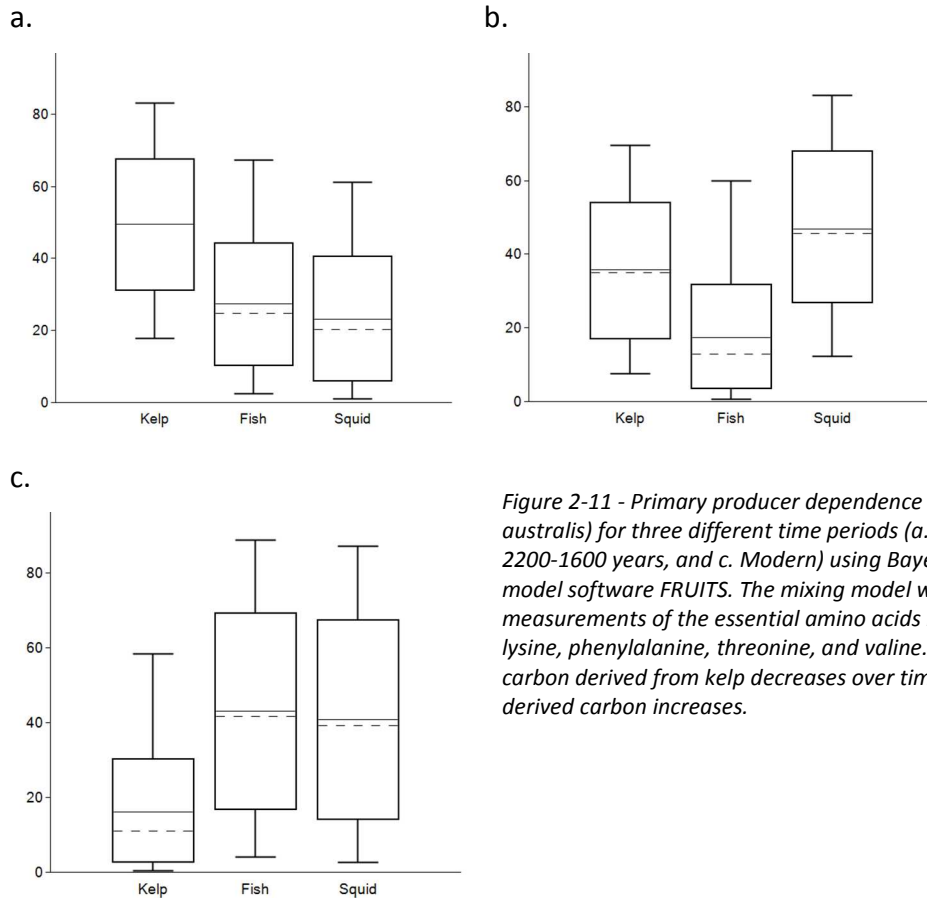 a.
80
60
40
20
0
Kelp Fish Squid
b.
80
60
40
20
0
Kelp Fish Squid
c.
80
60
40
20
0
Kelp Fish Squid
Figure 2-11 - Primary producer dependence
australis) for three different time periods (a.
2200-1600 years, and c. Modern) using Baye
model software FRUITS. The mixing model w
measurements of the essential amino acids
lysine, phenylalanine, threonine, and valine.
carbon derived from kelp decreases over tim
derived carbon increases.